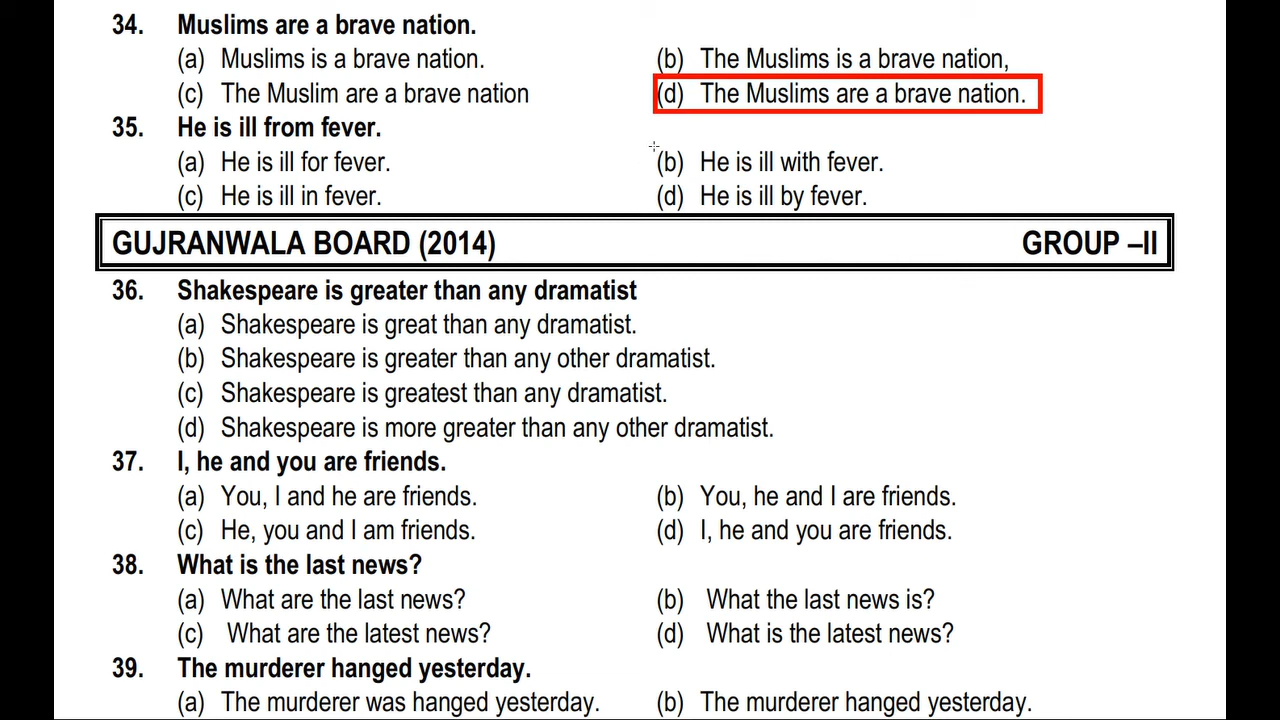 34. Muslims are a brave nation.
(a) Muslims is a brave nation. (b) The Muslims is a brave nation,
(c) The Muslim are a brave nation (d) The Muslims are a brave nation.
35. He is ill from fever.
(a) He is ill for fever. (b) He is ill with fever.
(c) He is ill in fever. (d) He is ill by fever.
GUJRANWALA BOARD (2014) GROUP –II
36. Shakespeare is greater than any dramatist
(a) Shakespeare is great than any dramatist.
(b) Shakespeare is greater than any other dramatist.
(c) Shakespeare is greatest than any dramatist.
(d) Shakespeare is more greater than any other dramatist.
37. I, he and you are friends.
(a) You, I and he are friends. (b) You, he and I are friends.
(c) He, you and I am friends. (d) I, he and you are friends.
38. What is the last news?
(a) What are the last news? (b) What the last news is?
(c) What are the latest news? (d) What is the latest news?
39. The murderer hanged yesterday.
(a) The murderer was hanged yesterday. (b) The murderer hanged yesterday.